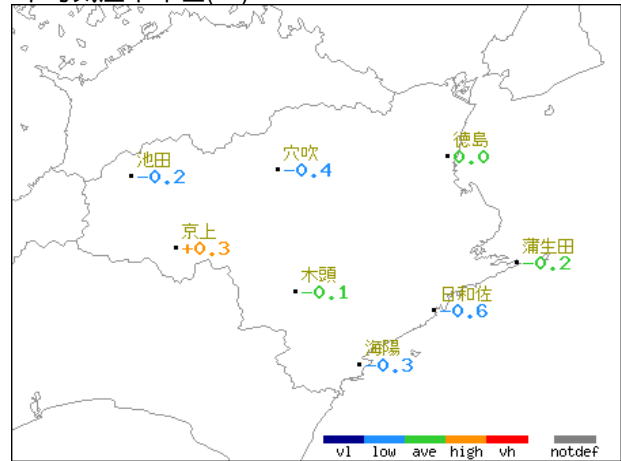 徳島
0.0
穴吹
-0.4
池田
-0.2
京上
+0.3
蒲生田
-0.2
木頭
-0.1
日和佐
-0.6
海陽
-0.3
vl low ave high vh notdef